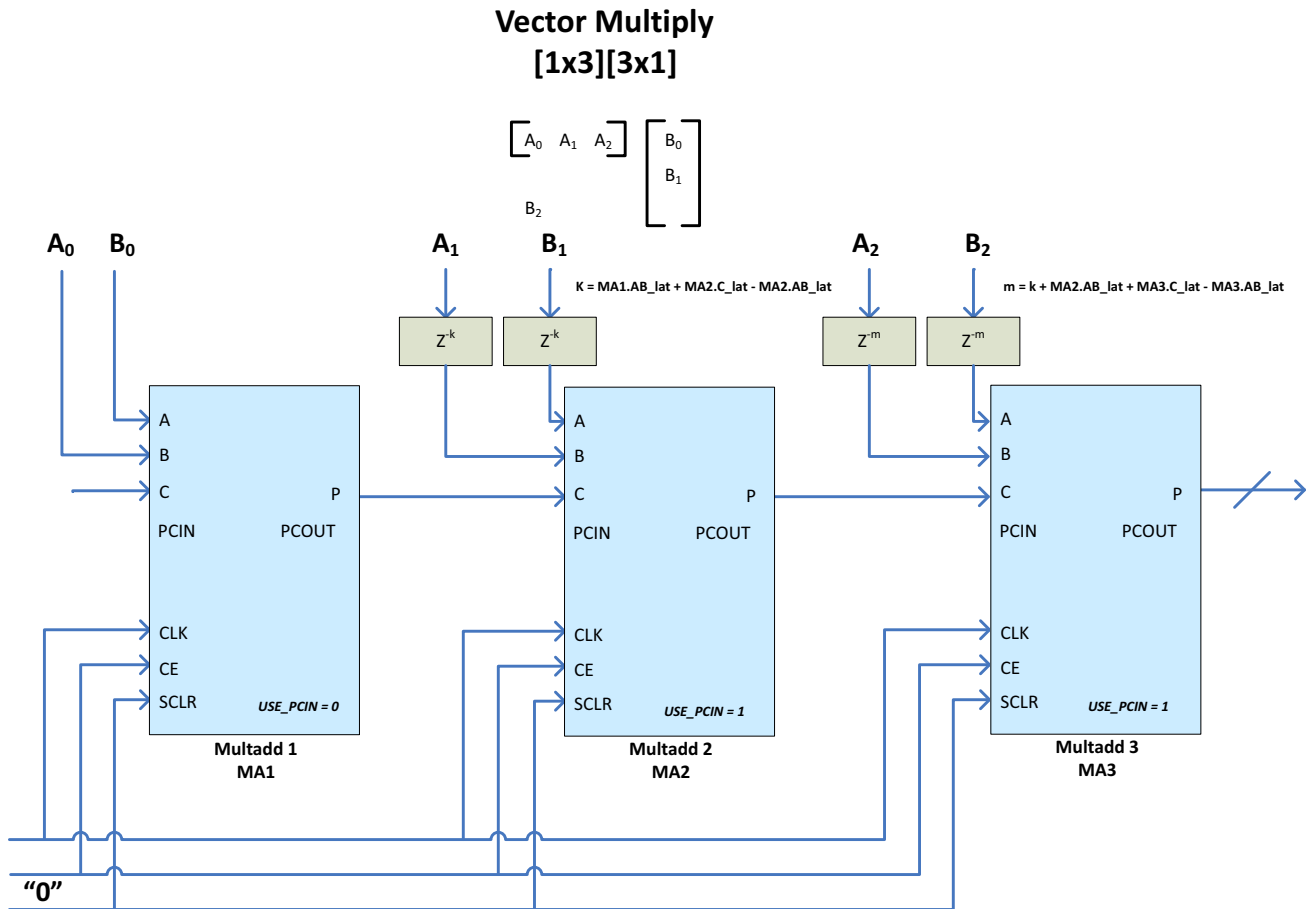 Vector Multiply
[1x3][3x1]
A₀ A₁ A₂ B₀
B₁
B₂
A₀ B₀ A₁ B₁ A₂ B₂
K = MA1.AB_lat + MA2.C_lat - MA2.AB_lat
m = k + MA2.AB_lat + MA3.C_lat - MA3.AB_lat
Z⁻ᵏ Z⁻ᵏ Z⁻ᵐ Z⁻ᵐ
A
B
C P
PCIN PCOUT
CLK
CE
SCLR USE_PCIN = 0
Multadd 1
MA1
A
B
C P
PCIN PCOUT
CLK
CE
SCLR USE_PCIN = 1
Multadd 2
MA2
A
B
C P
PCIN PCOUT
CLK
CE
SCLR USE_PCIN = 1
Multadd 3
MA3
“0”